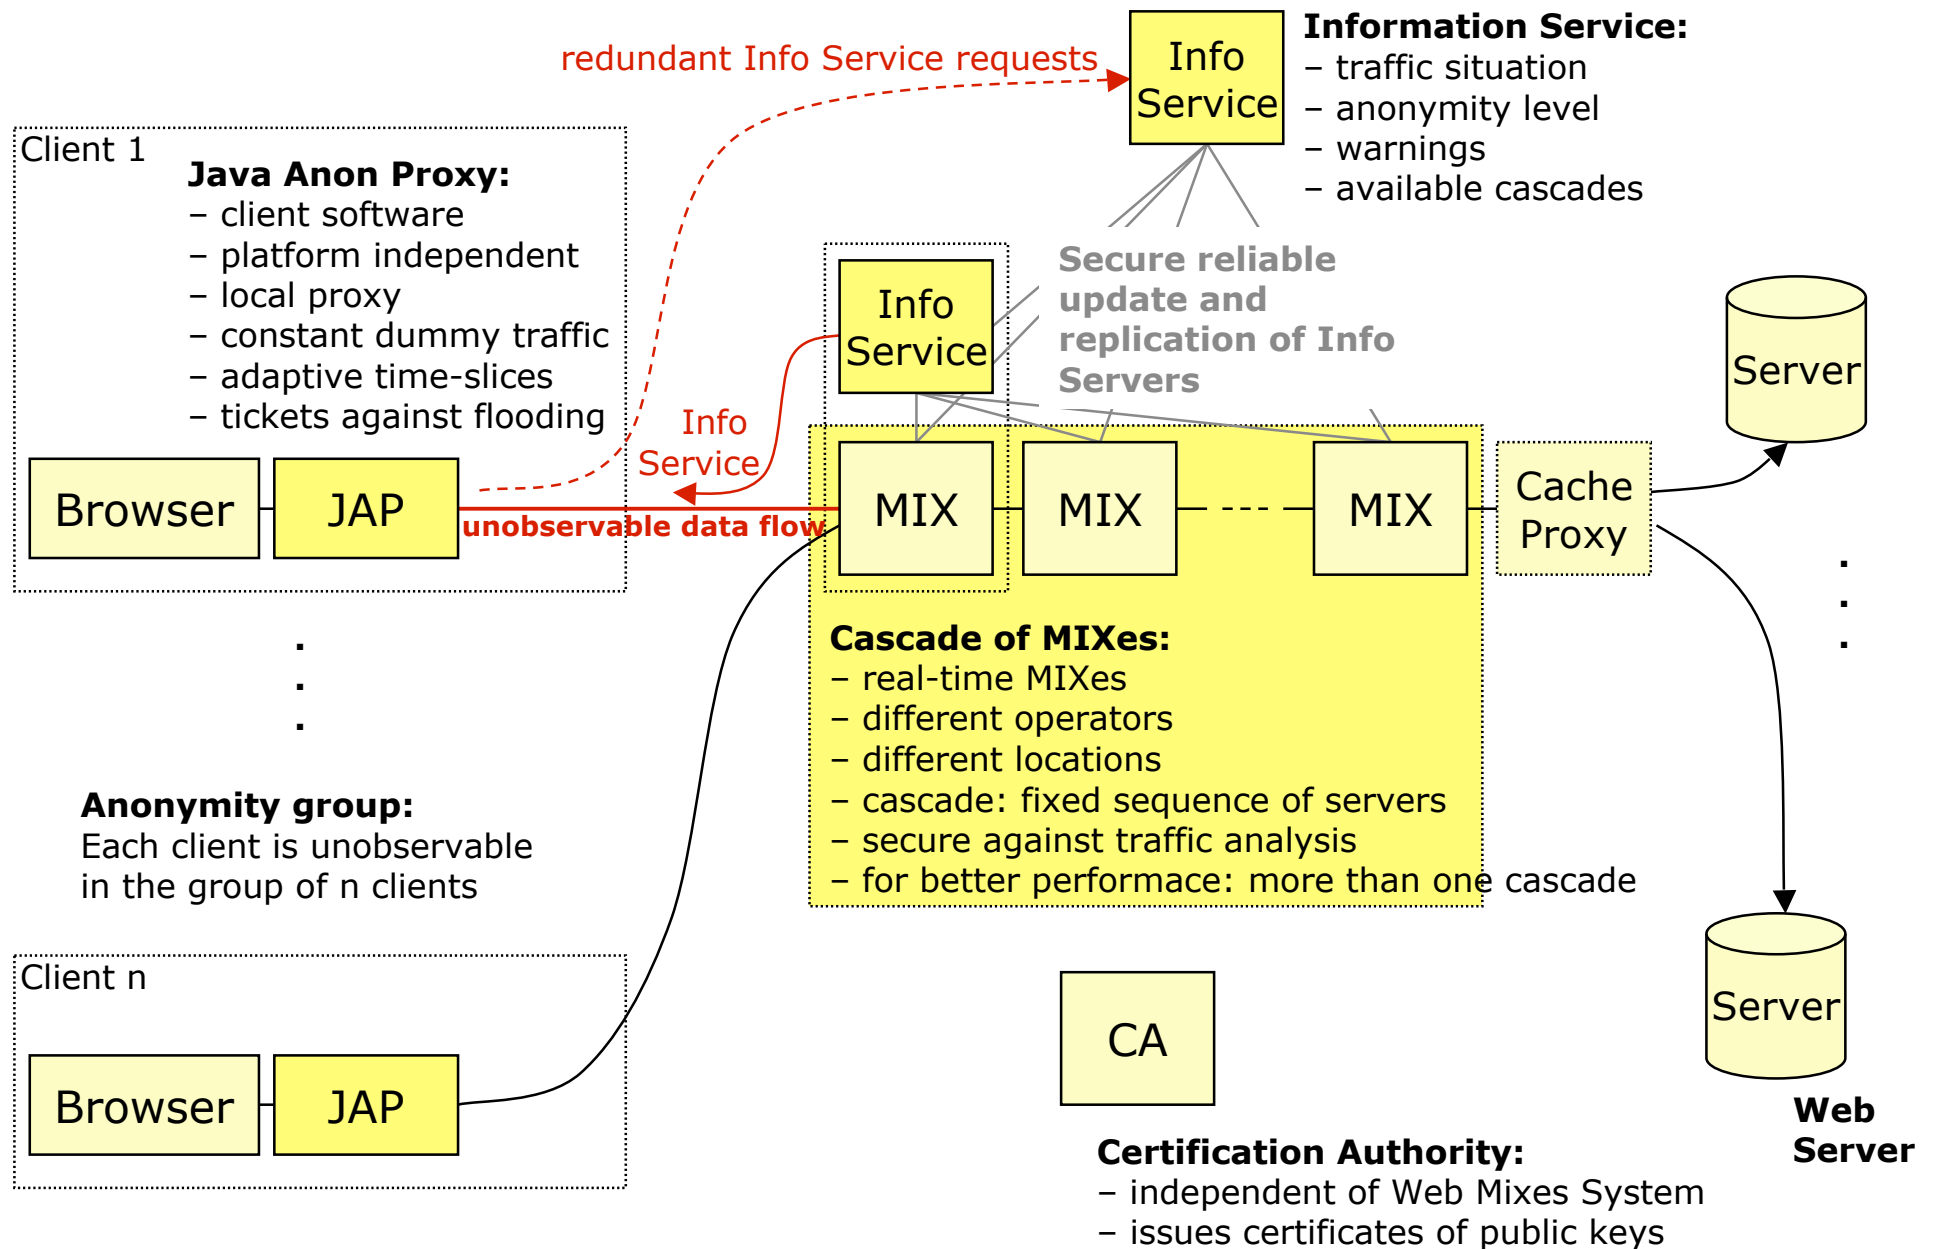 redundant Info Service requests
Info
Service
Information Service:
– traffic situation
– anonymity level
– warnings
– available cascades
Client 1
Java Anon Proxy:
– client software
– platform independent
– local proxy
– constant dummy traffic
– adaptive time-slices
– tickets against flooding
Info
Service
Secure reliable
update and
replication of Info
Servers
Server
Info
Service
Browser
JAP
unobservable data flow
MIX
MIX
MIX
Cache
Proxy
.
.
.
Cascade of MIXes:
– real-time MIXes
– different operators
– different locations
– cascade: fixed sequence of servers
– secure against traffic analysis
– for better performace: more than one cascade
.
.
.
Anonymity group:
Each client is unobservable
in the group of n clients
Client n
Browser
JAP
CA
Server
Web
Server
Certification Authority:
– independent of Web Mixes System
– issues certificates of public keys